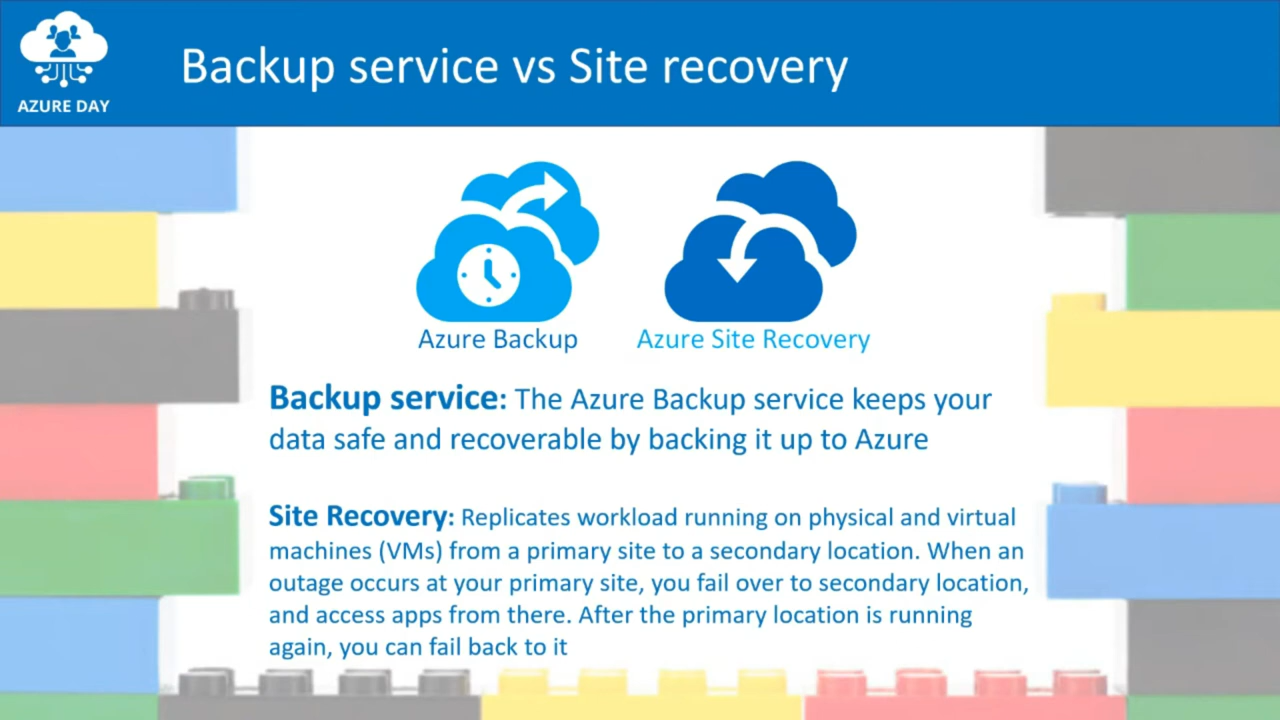 AZURE DAY
Backup service vs Site recovery
Azure Backup
Azure Site Recovery
Backup service: The Azure Backup service keeps your
data safe and recoverable by backing it up to Azure
Site Recovery: Replicates workload running on physical and virtual
machines (VMs) from a primary site to a secondary location. When an
outage occurs at your primary site, you fail over to secondary location,
and access apps from there. After the primary location is running
again, you can fail back to it